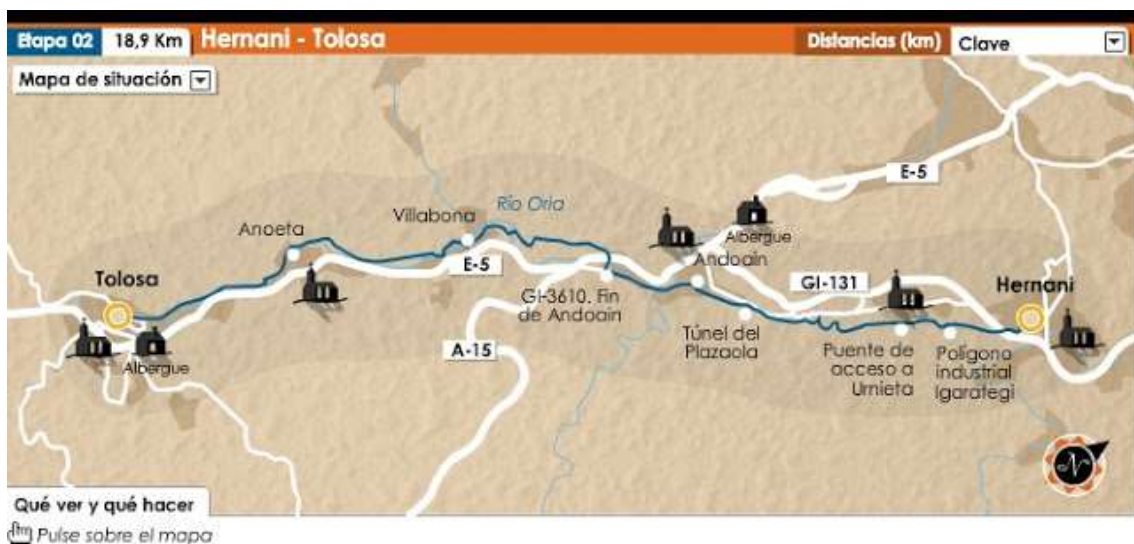 Etapa 02 18,9 Km Hernani - Tolosa Distancias (km) Clave
Mapa de situación
E-5
Villabona
Río Oria
Anoeta
Albergue
Andoain
Tolosa
E-5
GI-131
Hernani
GI-3610. Fin
de Andoain
A-15
Túnel del
Plazaola
Puente de
acceso a
Urnieta
Polígono
industrial
Igarategi
Albergue
N
Qué ver y qué hacer
Pulse sobre el mapa